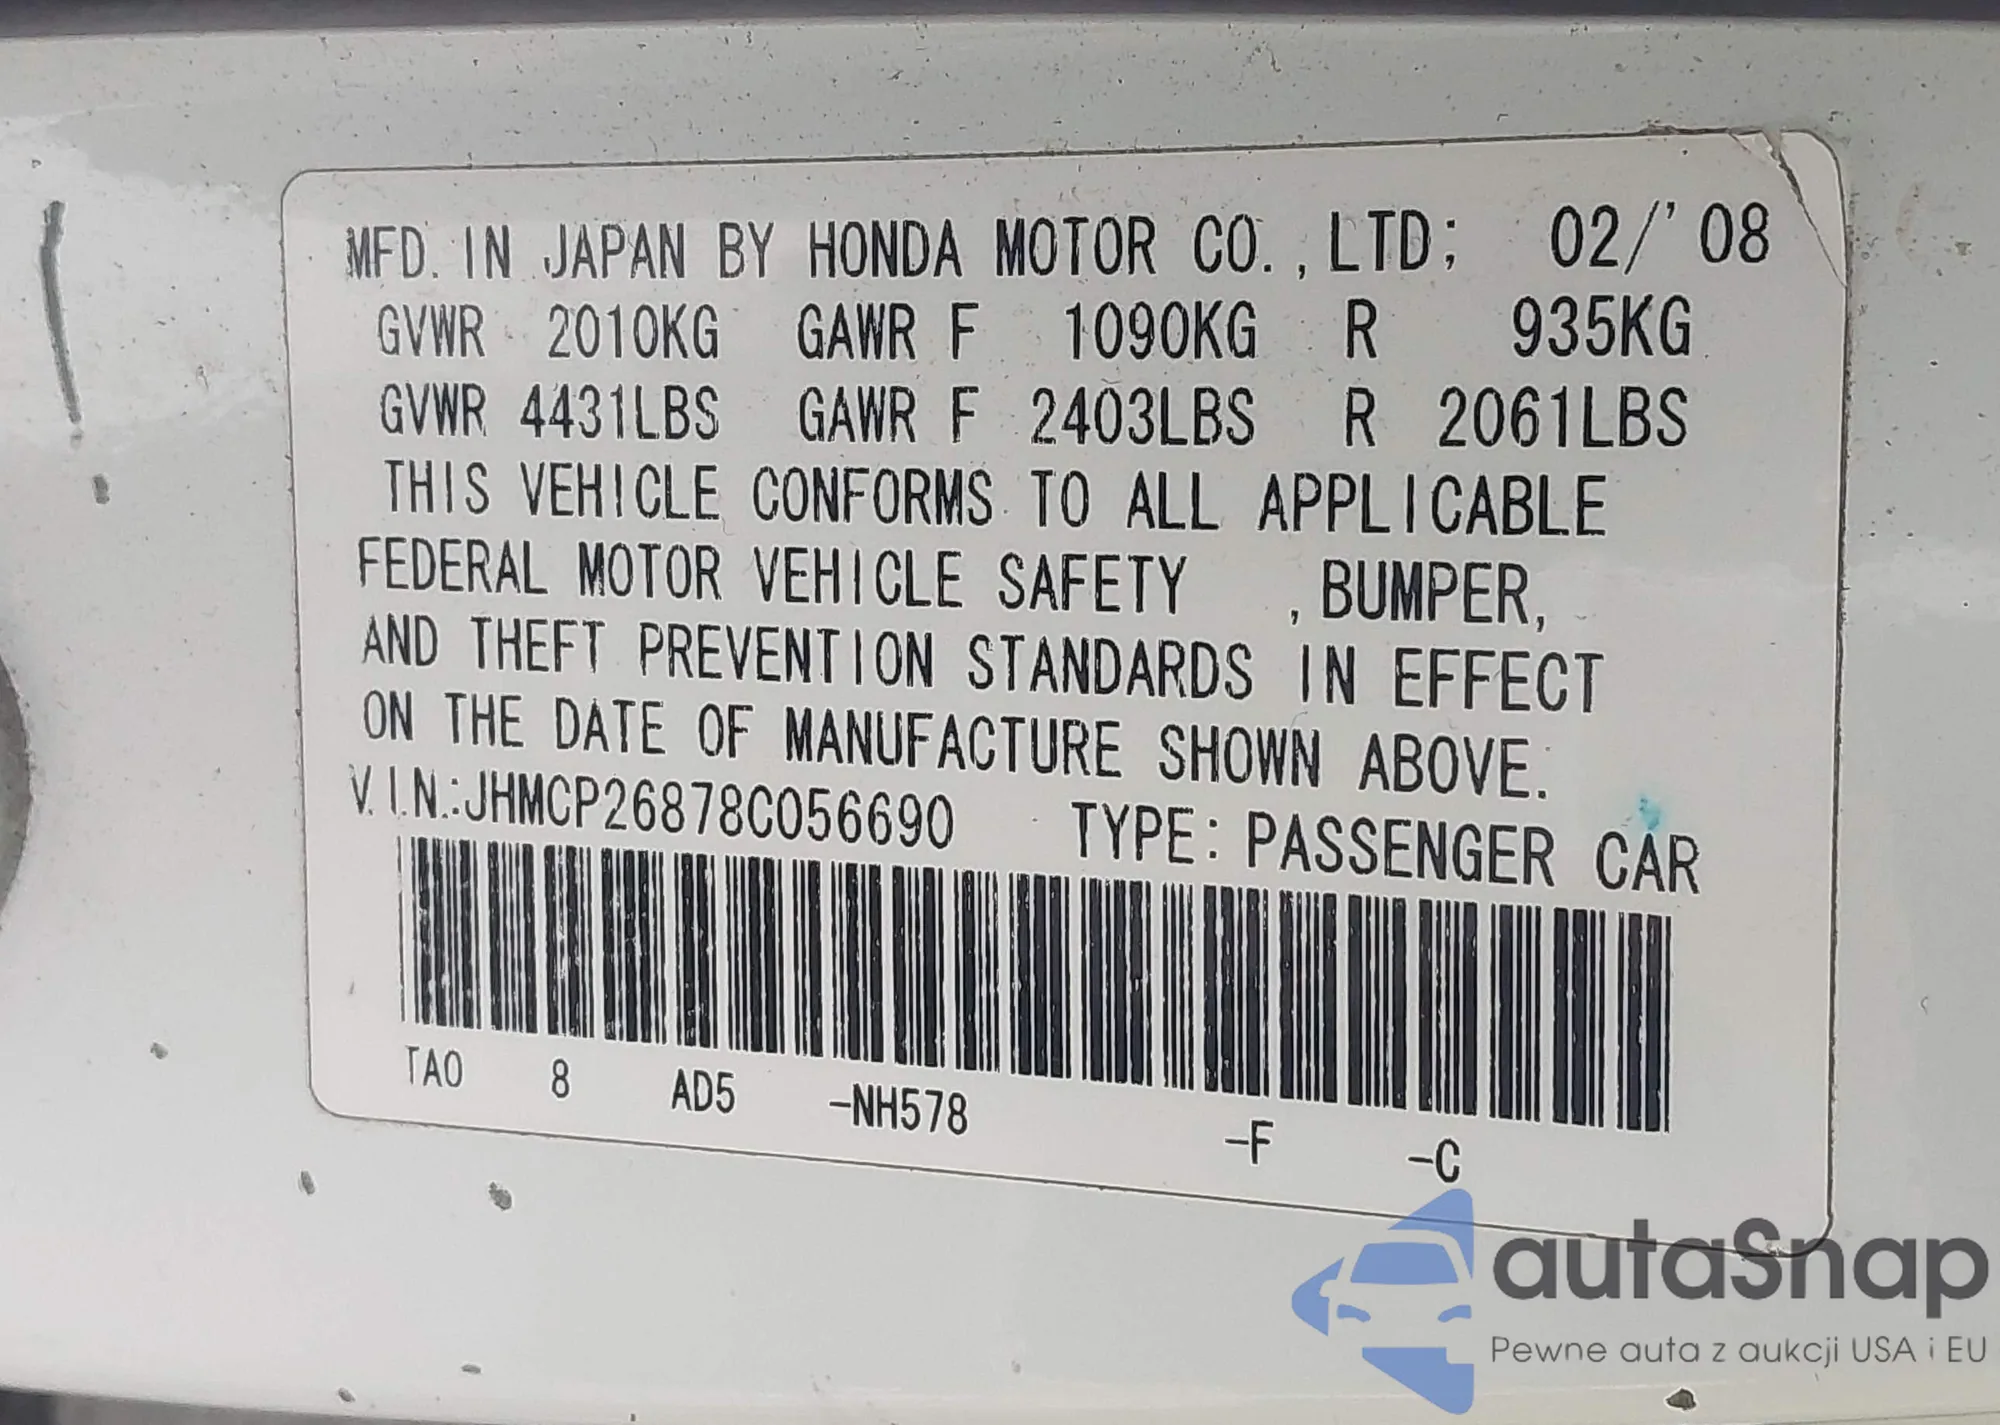 MFD. IN JAPAN BY HONDA MOTOR CO., LTD; 02/'08
GVWR 2010KG GAWR F 1090KG R 935KG
GVWR 4431LBS GAWR F 2403LBS R 2061LBS
THIS VEHICLE CONFORMS TO ALL APPLICABLE
FEDERAL MOTOR VEHICLE SAFETY , BUMPER,
AND THEFT PREVENTION STANDARDS IN EFFECT
ON THE DATE OF MANUFACTURE SHOWN ABOVE.
V.I.N.:JHMCP26878C056690 TYPE: PASSENGER CAR
TA0 8 AD5 -NH578 -F -C
autaSnap
Pewne auta z aukcji USA i EU